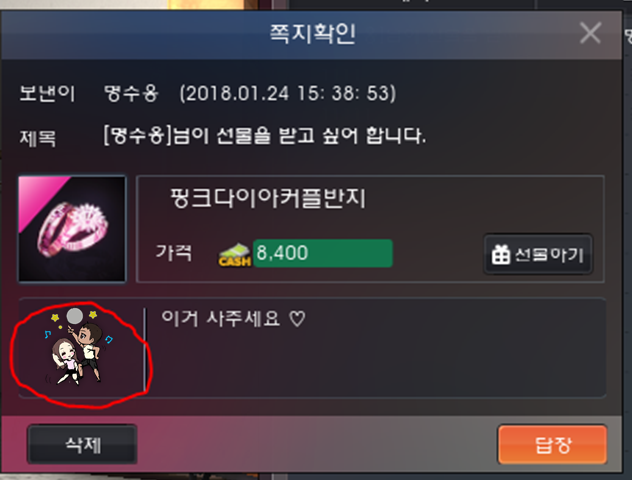 쪽지확인
보낸이 명수용 (2018.01.24 15: 38: 53)
제목 [명수용]님이 선물을 받고 싶어 합니다.
핑크다이아커플반지
가격 CASH 8,400 선물하기
이거 사주세요 ♡
삭제 답장